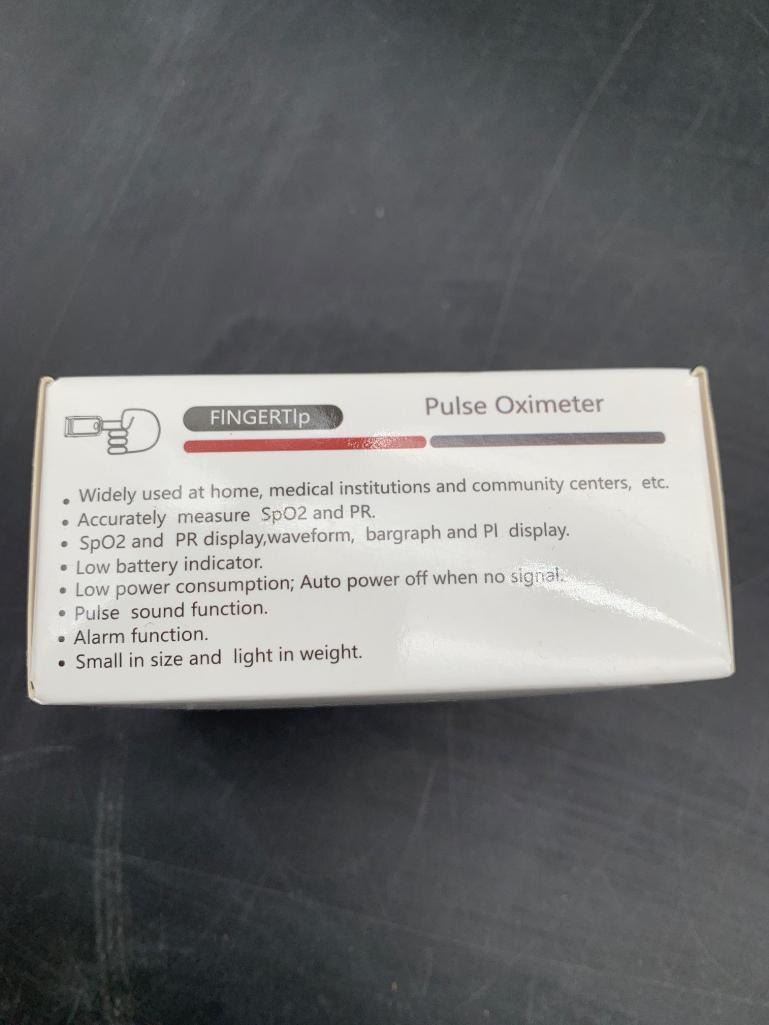 FINGERTIp
Pulse Oximeter
• Widely used at home, medical institutions and community centers, etc.
• Accurately measure SpO2 and PR.
• SpO2 and PR display,waveform, bargraph and PI display.
• Low battery indicator.
• Low power consumption; Auto power off when no signal.
• Pulse sound function.
• Alarm function.
• Small in size and light in weight.